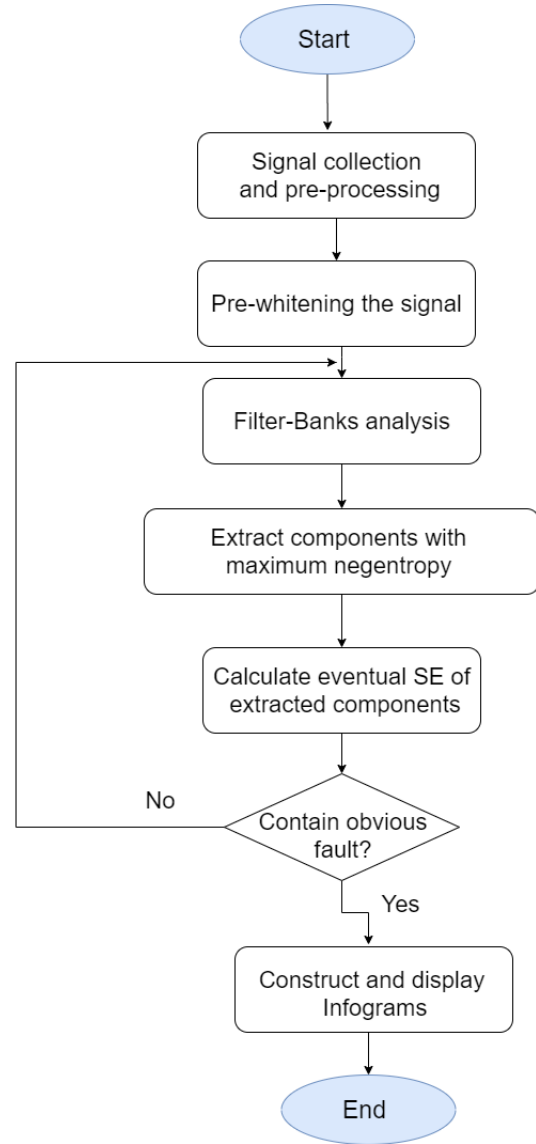 Start
Signal collection
and pre-processing
Pre-whitening the signal
Filter-Banks analysis
Extract components with
maximum negentropy
Calculate eventual SE of
extracted components
No
Contain obvious
fault?
Yes
Construct and display
Infograms
End